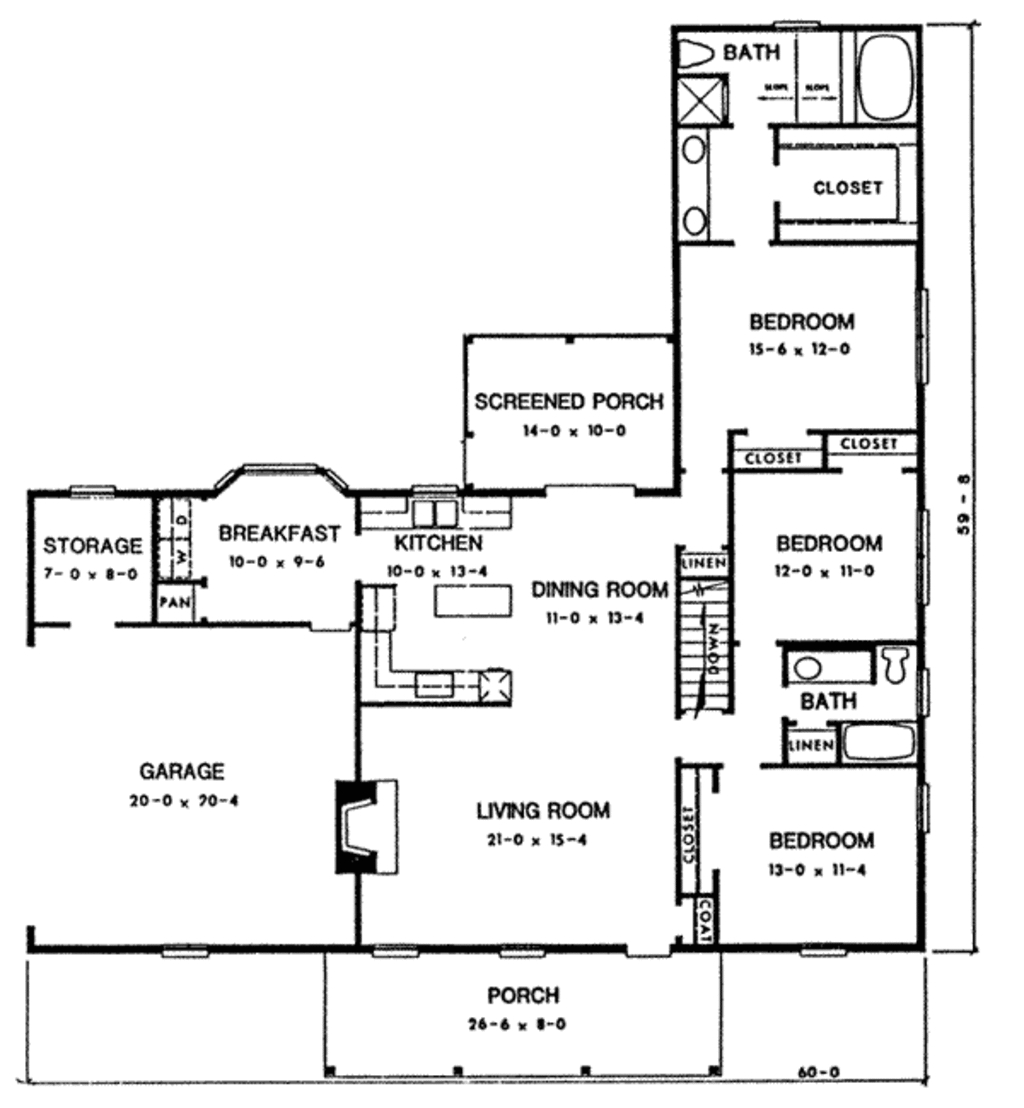 BATH
SLOPE SLOPE
CLOSET
BEDROOM
15-6 x 12-0
SCREENED PORCH
14-0 x 10-0
CLOSET
CLOSET
STORAGE
7-0 x 8-0
W D
PAN
BREAKFAST
10-0 x 9-6
KITCHEN
10-0 x 13-4
DINING ROOM
11-0 x 13-4
LINEN
DOWN
BEDROOM
12-0 x 11-0
59-8
BATH
LINEN
GARAGE
20-0 x 20-4
LIVING ROOM
21-0 x 15-4
CLOSET
COAT
BEDROOM
13-0 x 11-4
PORCH
26-6 x 8-0
60-0